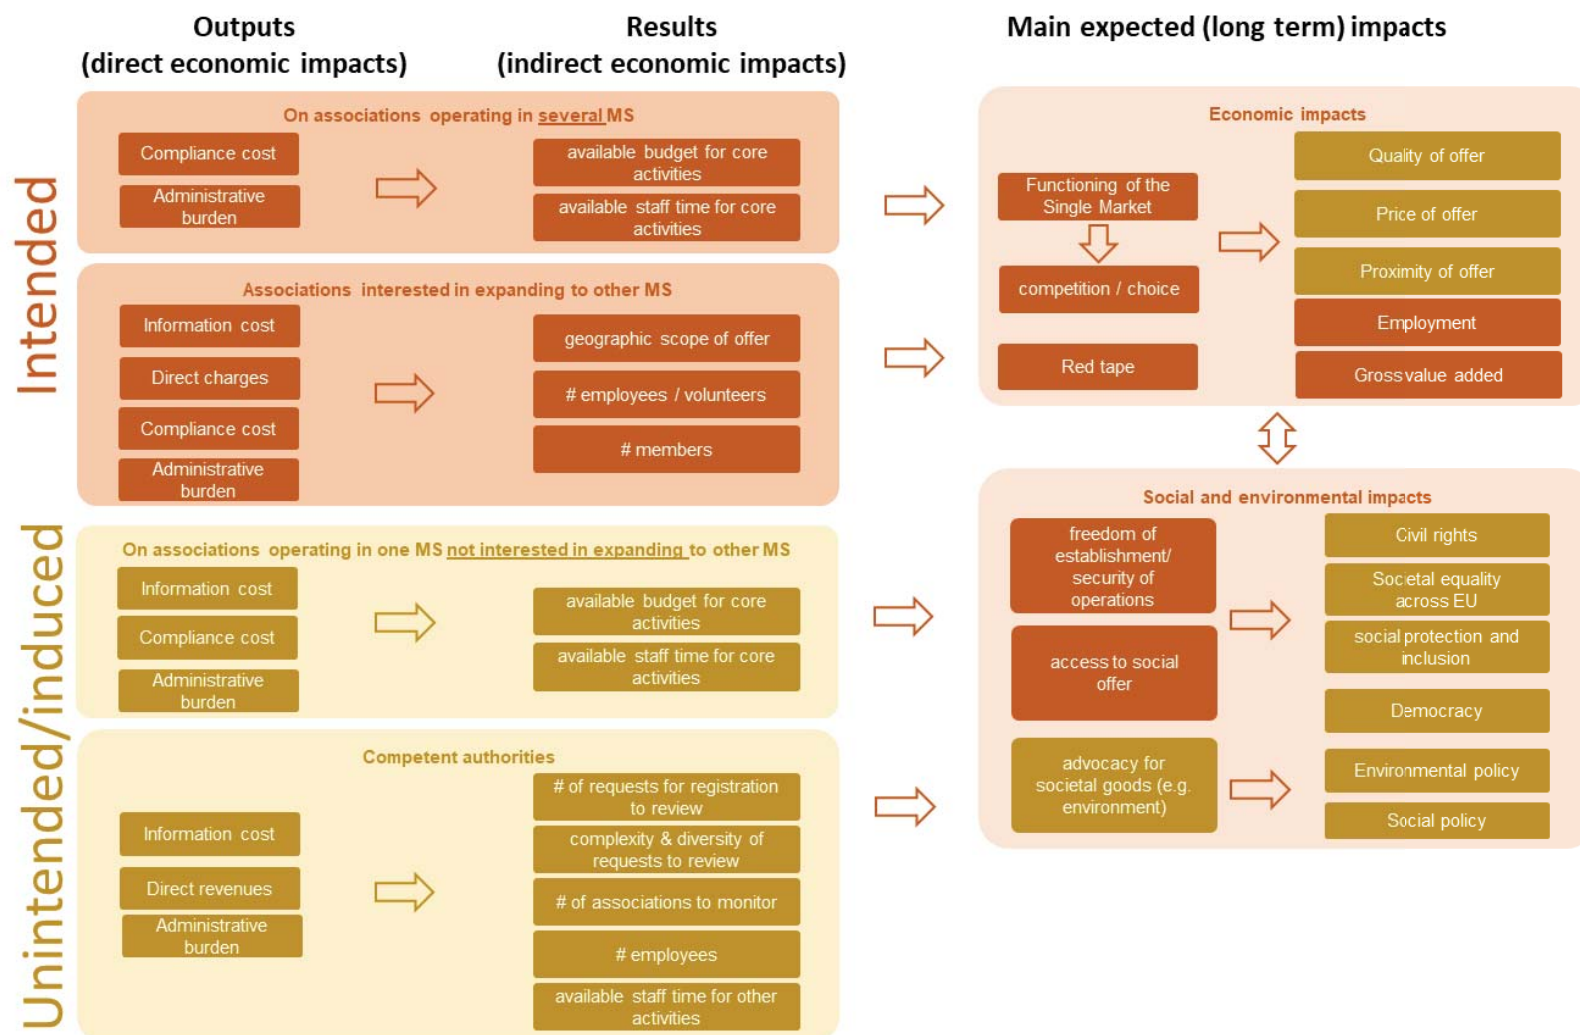 Outputs
(direct economic impacts)
Results
(indirect economic impacts)
Main expected (long term) impacts
Intended
On associations operating in several MS
Compliance cost
Administrative
burden
available budget for core
activities
available staff time for core
activities
Associations interested in expanding to other MS
Information cost
Direct charges
Compliance cost
Administrative
burden
geographic scope of offer
# employees / volunteers
# members
Economic impacts
Functioning of the
Single Market
competition / choice
Red tape
Quality of offer
Price of offer
Proximity of offer
Employment
Gross value added
Unintended/induced
On associations operating in one MS not interested in expanding to other MS
Information cost
Compliance cost
Administrative
burden
available budget for core
activities
available staff time for core
activities
Competent authorities
Information cost
Direct revenues
Administrative
burden
# of requests for registration
to review
complexity & diversity of
requests to review
# of associations to monitor
# employees
available staff time for other
activities
Social and environmental impacts
freedom of
establishment/
security of
operations
access to social
offer
advocacy for
societal goods (e.g.
environment)
Civil rights
Societal equality
across EU
social protection and
inclusion
Democracy
Environmental policy
Social policy